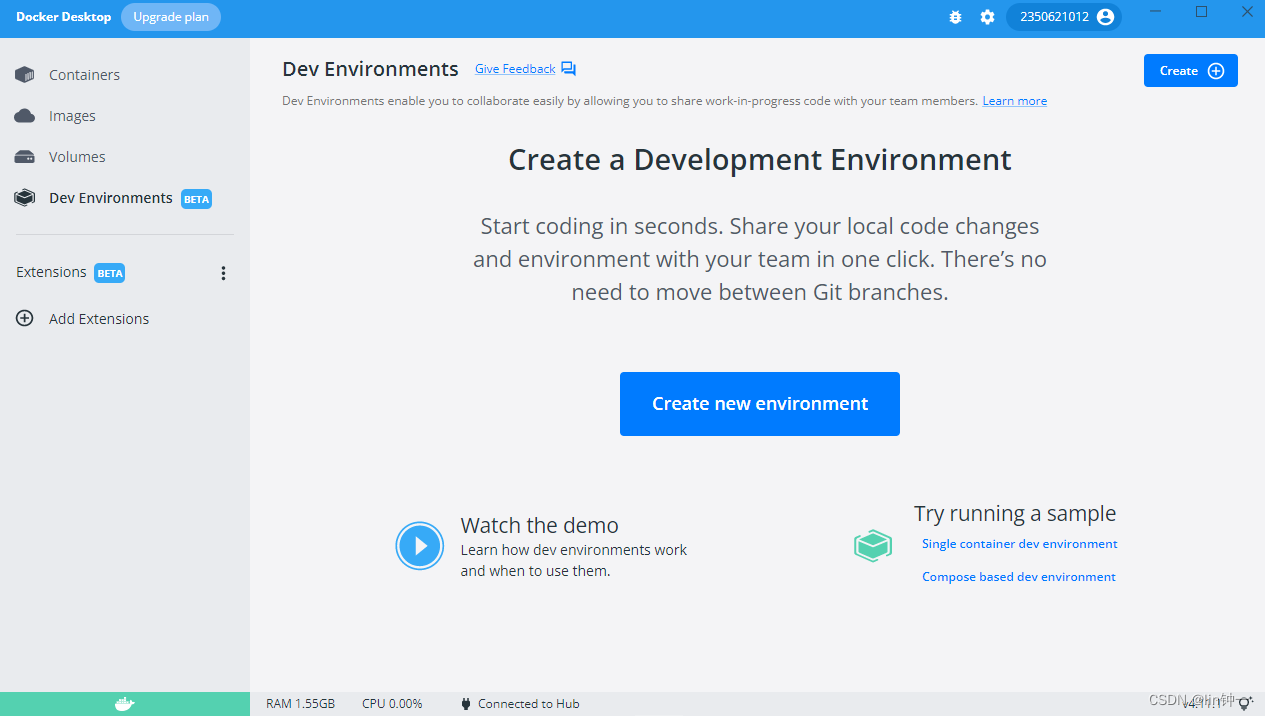 Docker Desktop
Upgrade plan
2350621012
Containers
Images
Volumes
Dev Environments BETA
Extensions BETA
Add Extensions
Dev Environments
Give Feedback
Create
Dev Environments enable you to collaborate easily by allowing you to share work-in-progress code with your team members. Learn more
Create a Development Environment
Start coding in seconds. Share your local code changes
and environment with your team in one click. There’s no
need to move between Git branches.
Create new environment
Watch the demo
Learn how dev environments work
and when to use them.
Try running a sample
Single container dev environment
Compose based dev environment
RAM 1.55GB
CPU 0.00%
Connected to Hub
CSDN @lin钟一